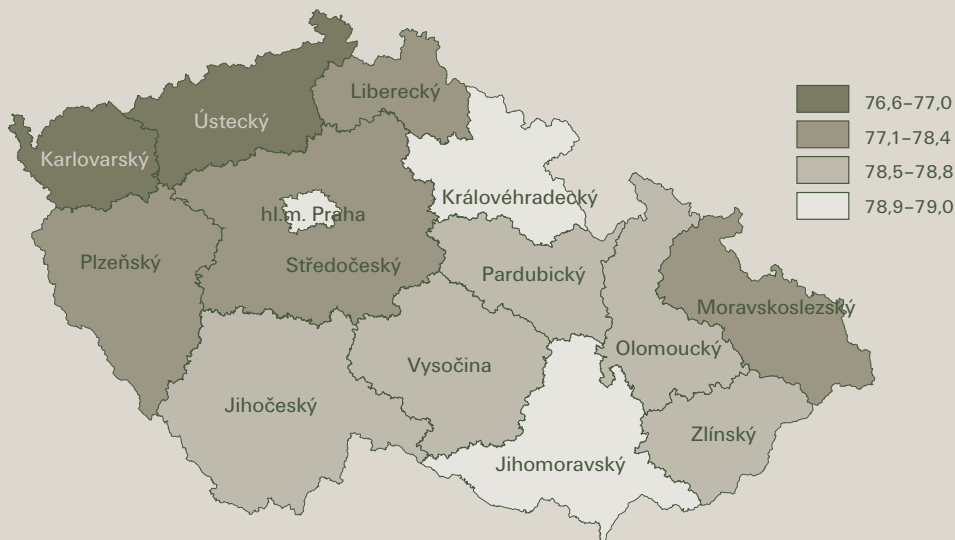 Liberecký
76,6–77,0
Ústecký
77,1–78,4
Karlovarský
78,5–78,8
Královéhradecký
78,9–79,0
hl.m. Praha
Plzeňský
Středočeský
Pardubický
Moravskoslezský
Olomoucký
Vysočina
Jihočeský
Zlínský
Jihomoravský